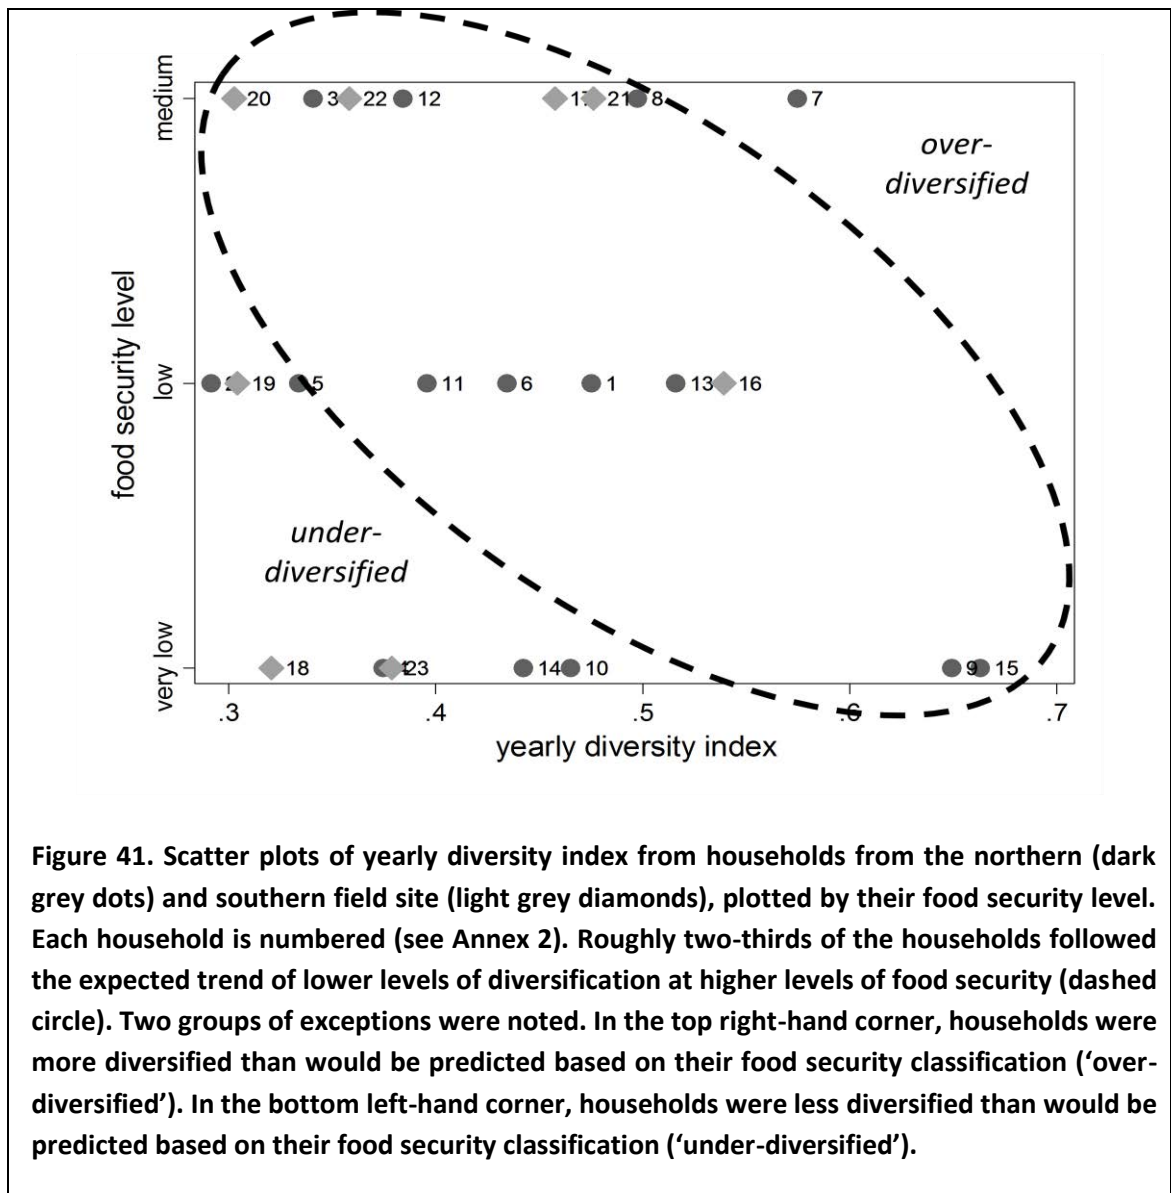 medium
20
3
22
12
17
21
8
7
over-
diversified
food security level
low
2
19
5
11
6
1
13
16
under-
diversified
very low
18
23
14
10
9
15
.3
.4
.5
.6
.7
yearly diversity index
Figure 41. Scatter plots of yearly diversity index from households from the northern (dark
grey dots) and southern field site (light grey diamonds), plotted by their food security level.
Each household is numbered (see Annex 2). Roughly two-thirds of the households followed
the expected trend of lower levels of diversification at higher levels of food security (dashed
circle). Two groups of exceptions were noted. In the top right-hand corner, households were
more diversified than would be predicted based on their food security classification (‘over-
diversified’). In the bottom left-hand corner, households were less diversified than would be
predicted based on their food security classification (‘under-diversified’).